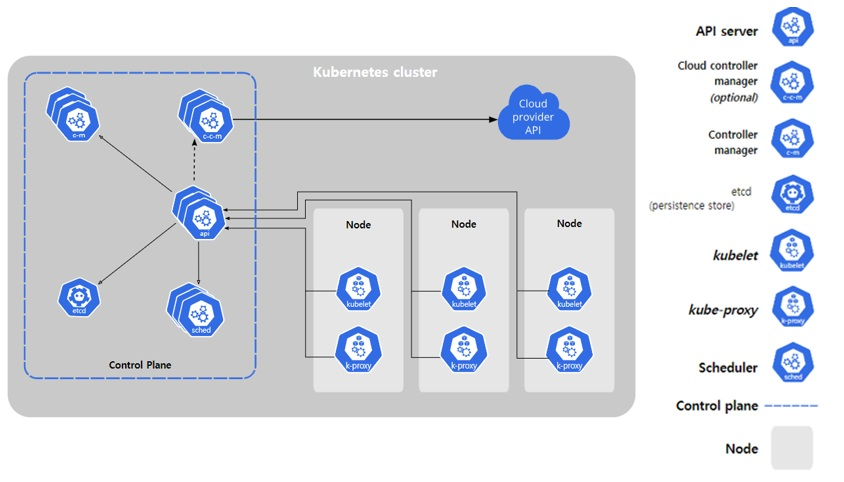 Kubernetes cluster
c-m
c-c-m
Cloud
provider
API
api
etcd
sched
Control Plane
Node
Node
Node
kubelet
kubelet
kubelet
k-proxy
k-proxy
k-proxy
API server
api
Cloud controller
manager
(optional)
c-c-m
Controller
manager
c-m
etcd
(persistence store)
etcd
kubelet
kubelet
kube-proxy
k-proxy
Scheduler
sched
Control plane
Node